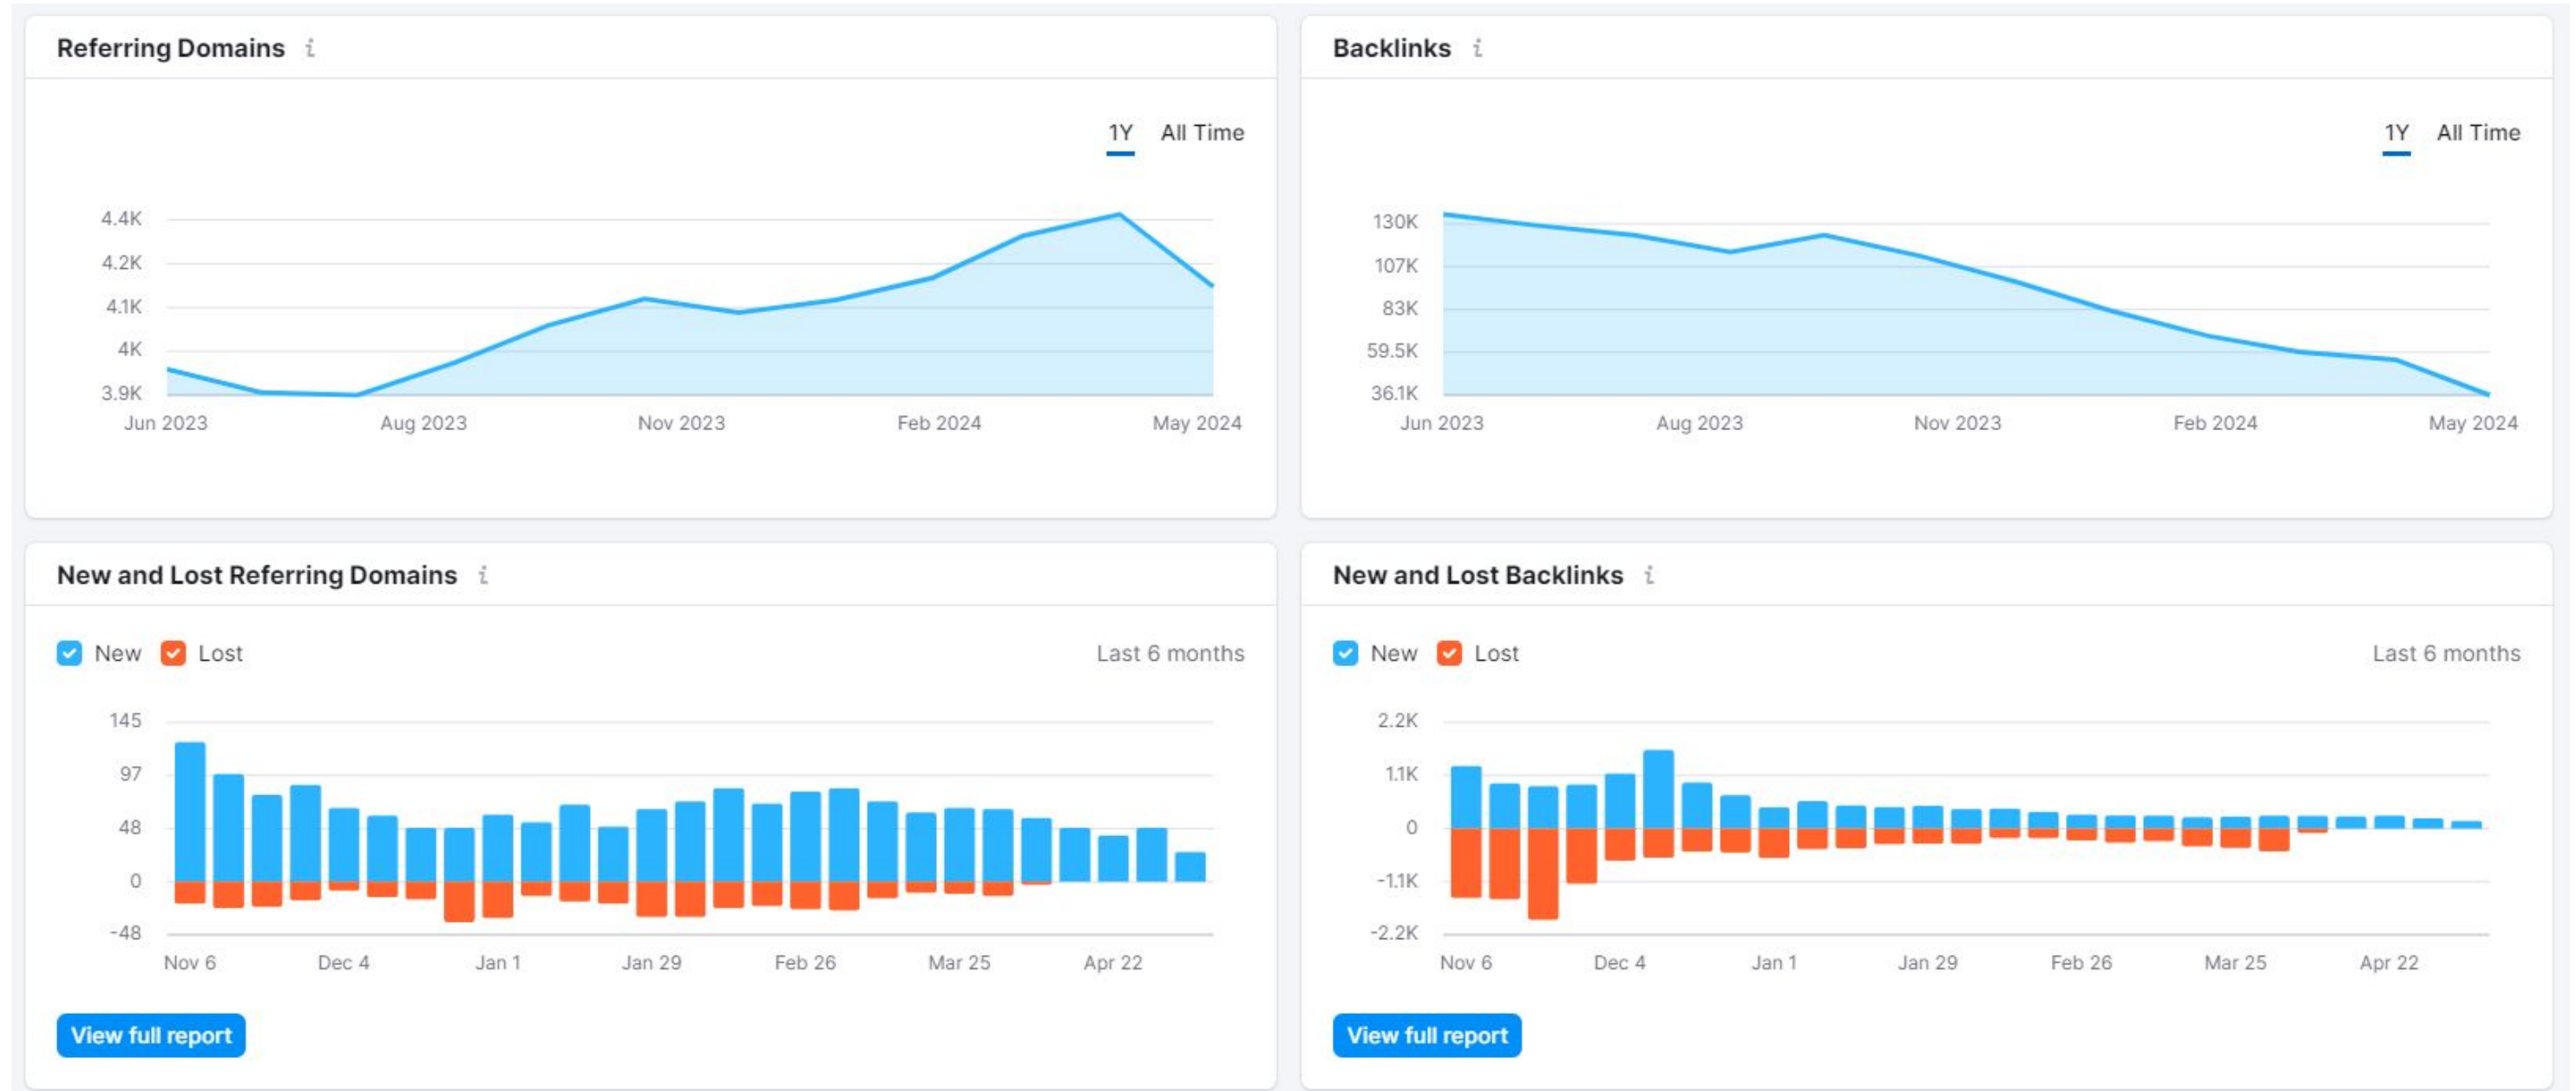 Referring Domains i
1Y All Time
4.4K
4.2K
4.1K
4K
3.9K
Jun 2023 Aug 2023 Nov 2023 Feb 2024 May 2024
Backlinks i
1Y All Time
130K
107K
83K
59.5K
36.1K
Jun 2023 Aug 2023 Nov 2023 Feb 2024 May 2024
New and Lost Referring Domains i
New Lost Last 6 months
145
97
48
0
-48
Nov 6 Dec 4 Jan 1 Jan 29 Feb 26 Mar 25 Apr 22
View full report
New and Lost Backlinks i
New Lost Last 6 months
2.2K
1.1K
0
-1.1K
-2.2K
Nov 6 Dec 4 Jan 1 Jan 29 Feb 26 Mar 25 Apr 22
View full report